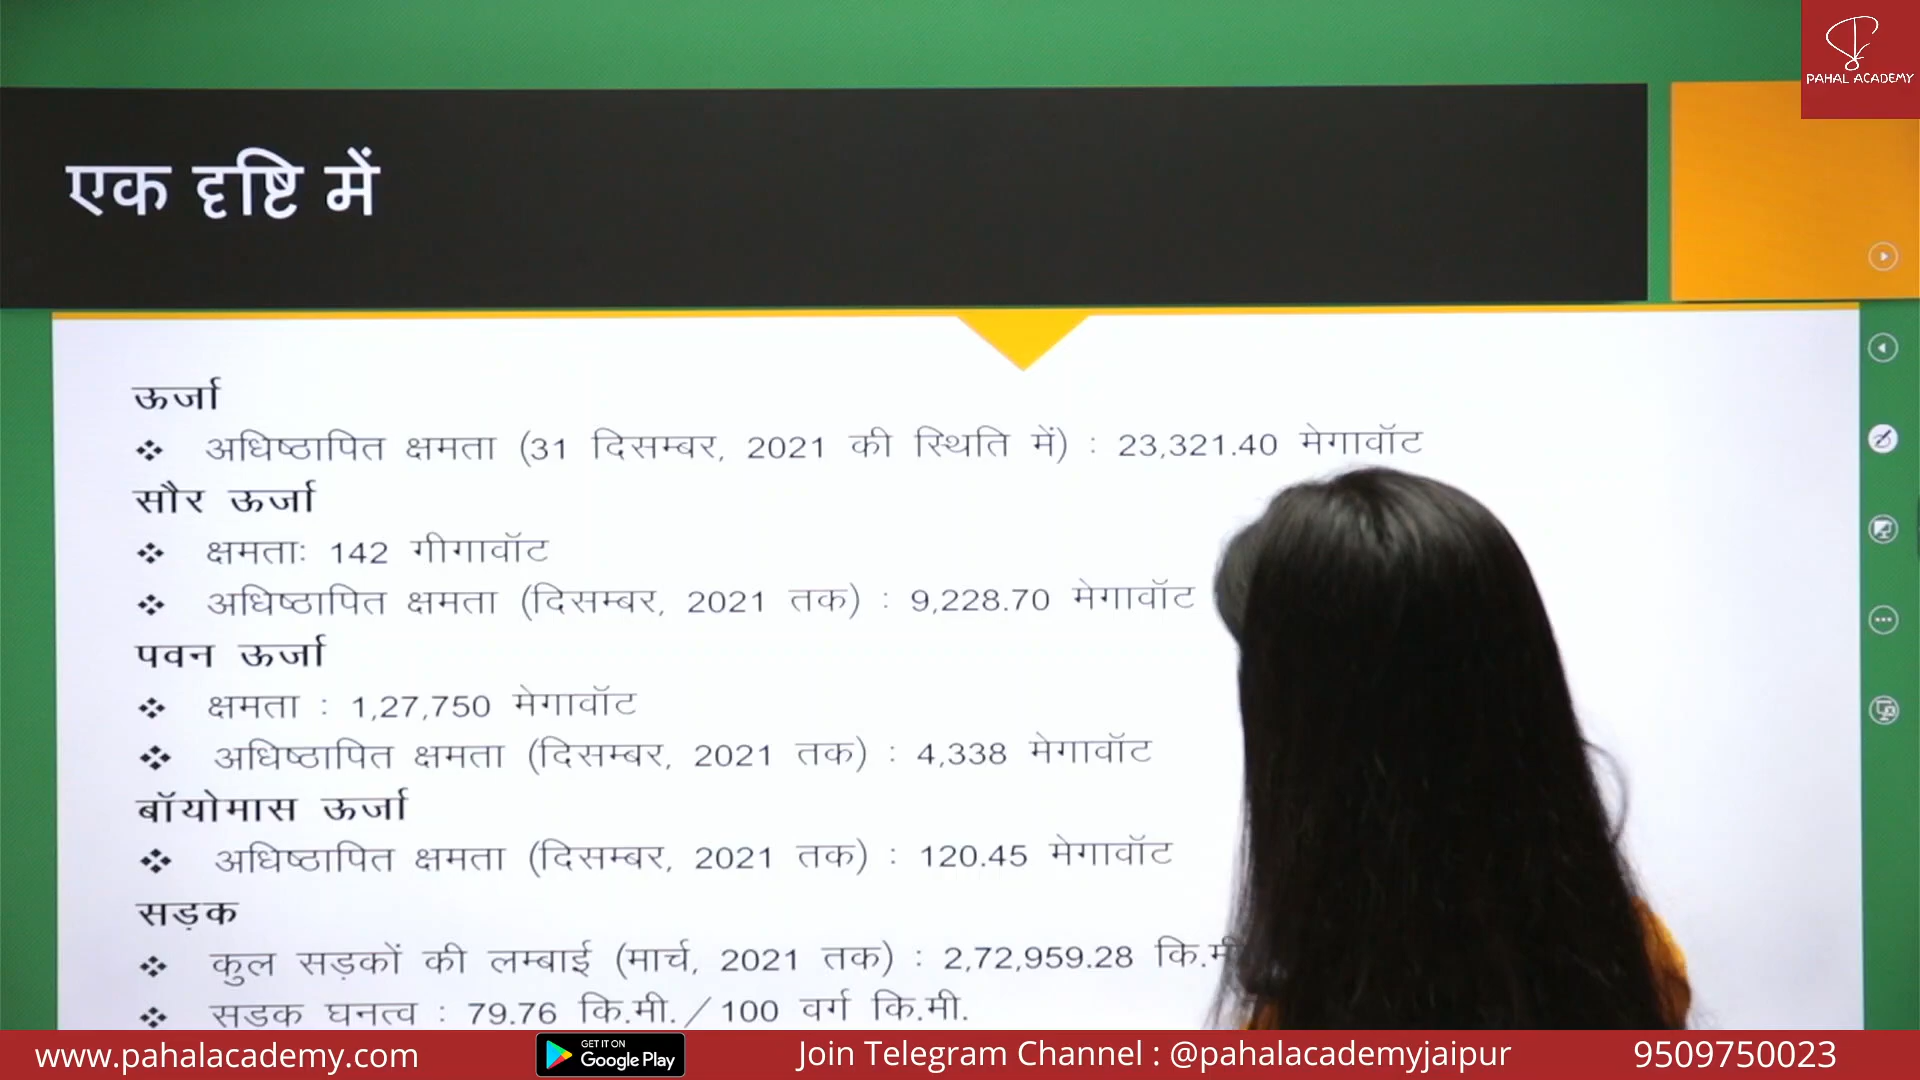 PAHAL ACADEMY
एक दृष्टि में
ऊर्जा
❖ अधिष्ठापित क्षमता (31 दिसम्बर, 2021 की स्थिति में) : 23,321.40 मेगावॉट
सौर ऊर्जा
❖ क्षमताः 142 गीगावॉट
❖ अधिष्ठापित क्षमता (दिसम्बर, 2021 तक) : 9,228.70 मेगावॉट
पवन ऊर्जा
❖ क्षमता : 1,27,750 मेगावॉट
❖ अधिष्ठापित क्षमता (दिसम्बर, 2021 तक) : 4,338 मेगावॉट
बॉयोमास ऊर्जा
❖ अधिष्ठापित क्षमता (दिसम्बर, 2021 तक) : 120.45 मेगावॉट
सड़क
❖ कुल सड़कों की लम्बाई (मार्च, 2021 तक) : 2,72,959.28 कि.मी
❖ सडक घनत्व : 79.76 कि.मी./100 वर्ग कि.मी.
www.pahalacademy.com
GET IT ON
Google Play
Join Telegram Channel : @pahalacademyjaipur
9509750023